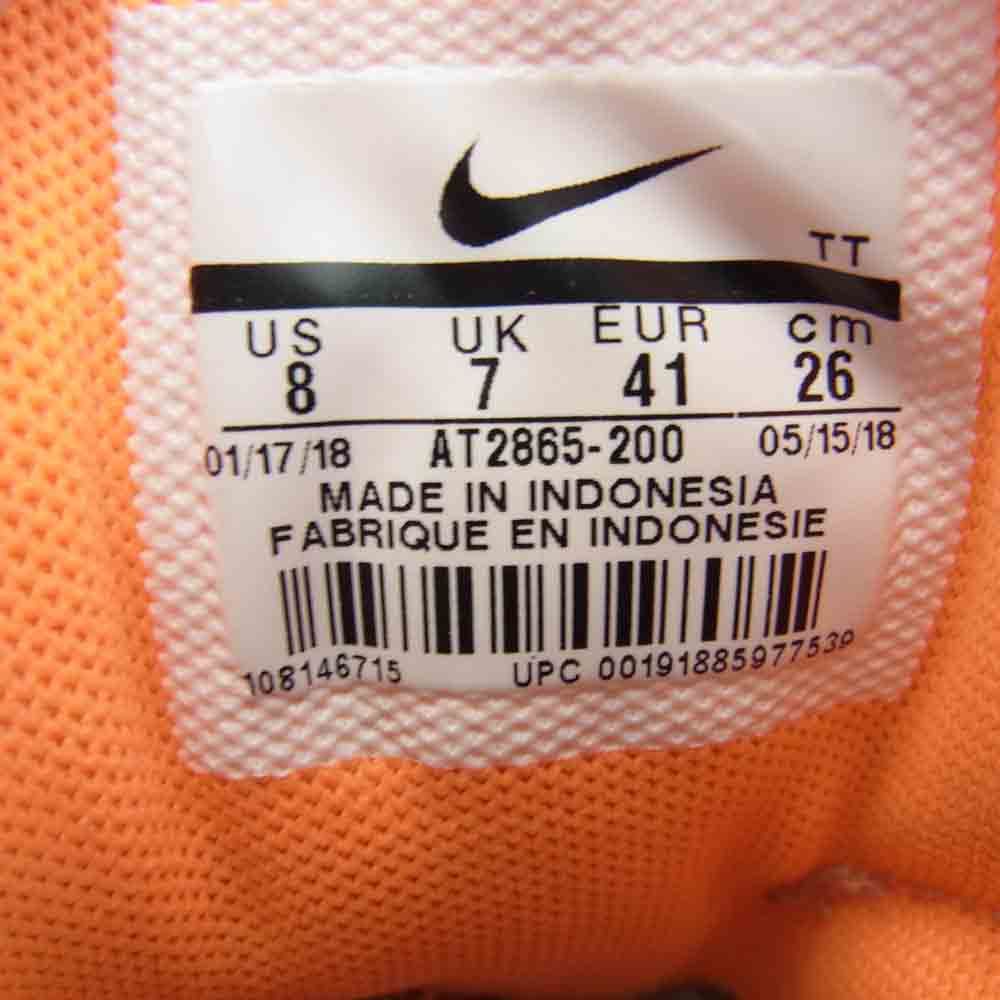 TT
US UK EUR cm
8 7 41 26
01/17/18 AT2865-200 05/15/18
MADE IN INDONESIA
FABRIQUE EN INDONESIE
108146715 UPC 00191885977539